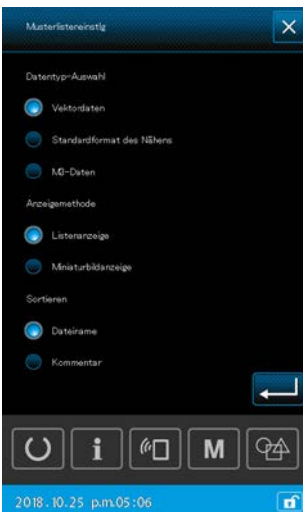 Musterlisteneinstlg
Datentyp-Auswahl
Vektordaten
Standardformat des Nähens
M3-Daten
Anzeigemethode
Listenanzeige
Miniaturbildanzeige
Sortieren
Dateirame
Kommentar
i
M
2018.10.25 p.m.05:06